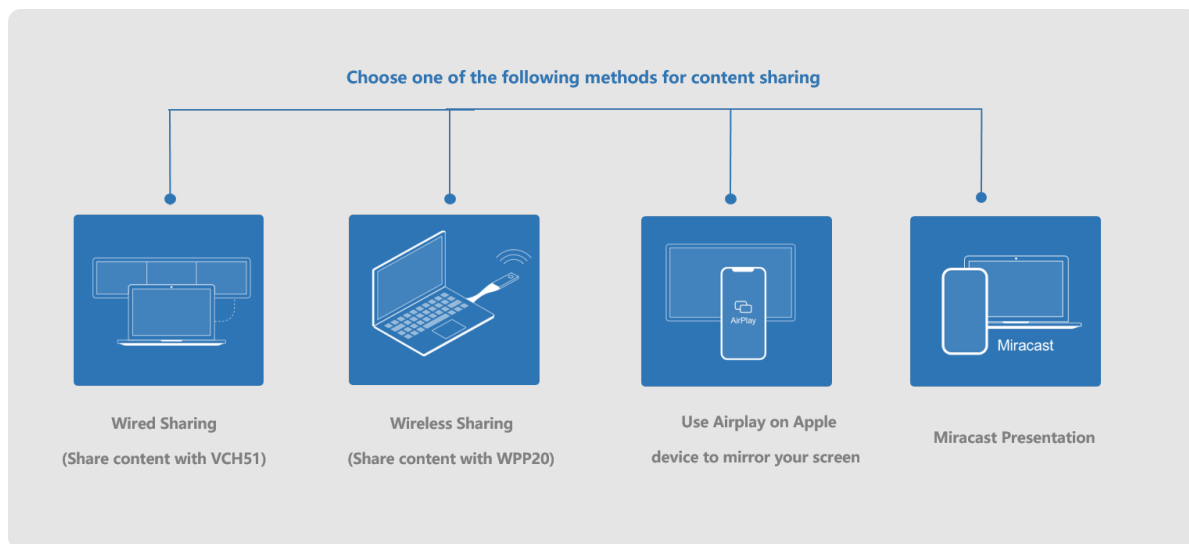 Choose one of the following methods for content sharing
AirPlay
Miracast
Wired Sharing
(Share content with VCH51)
Wireless Sharing
(Share content with WPP20)
Use Airplay on Apple
device to mirror your screen
Miracast Presentation